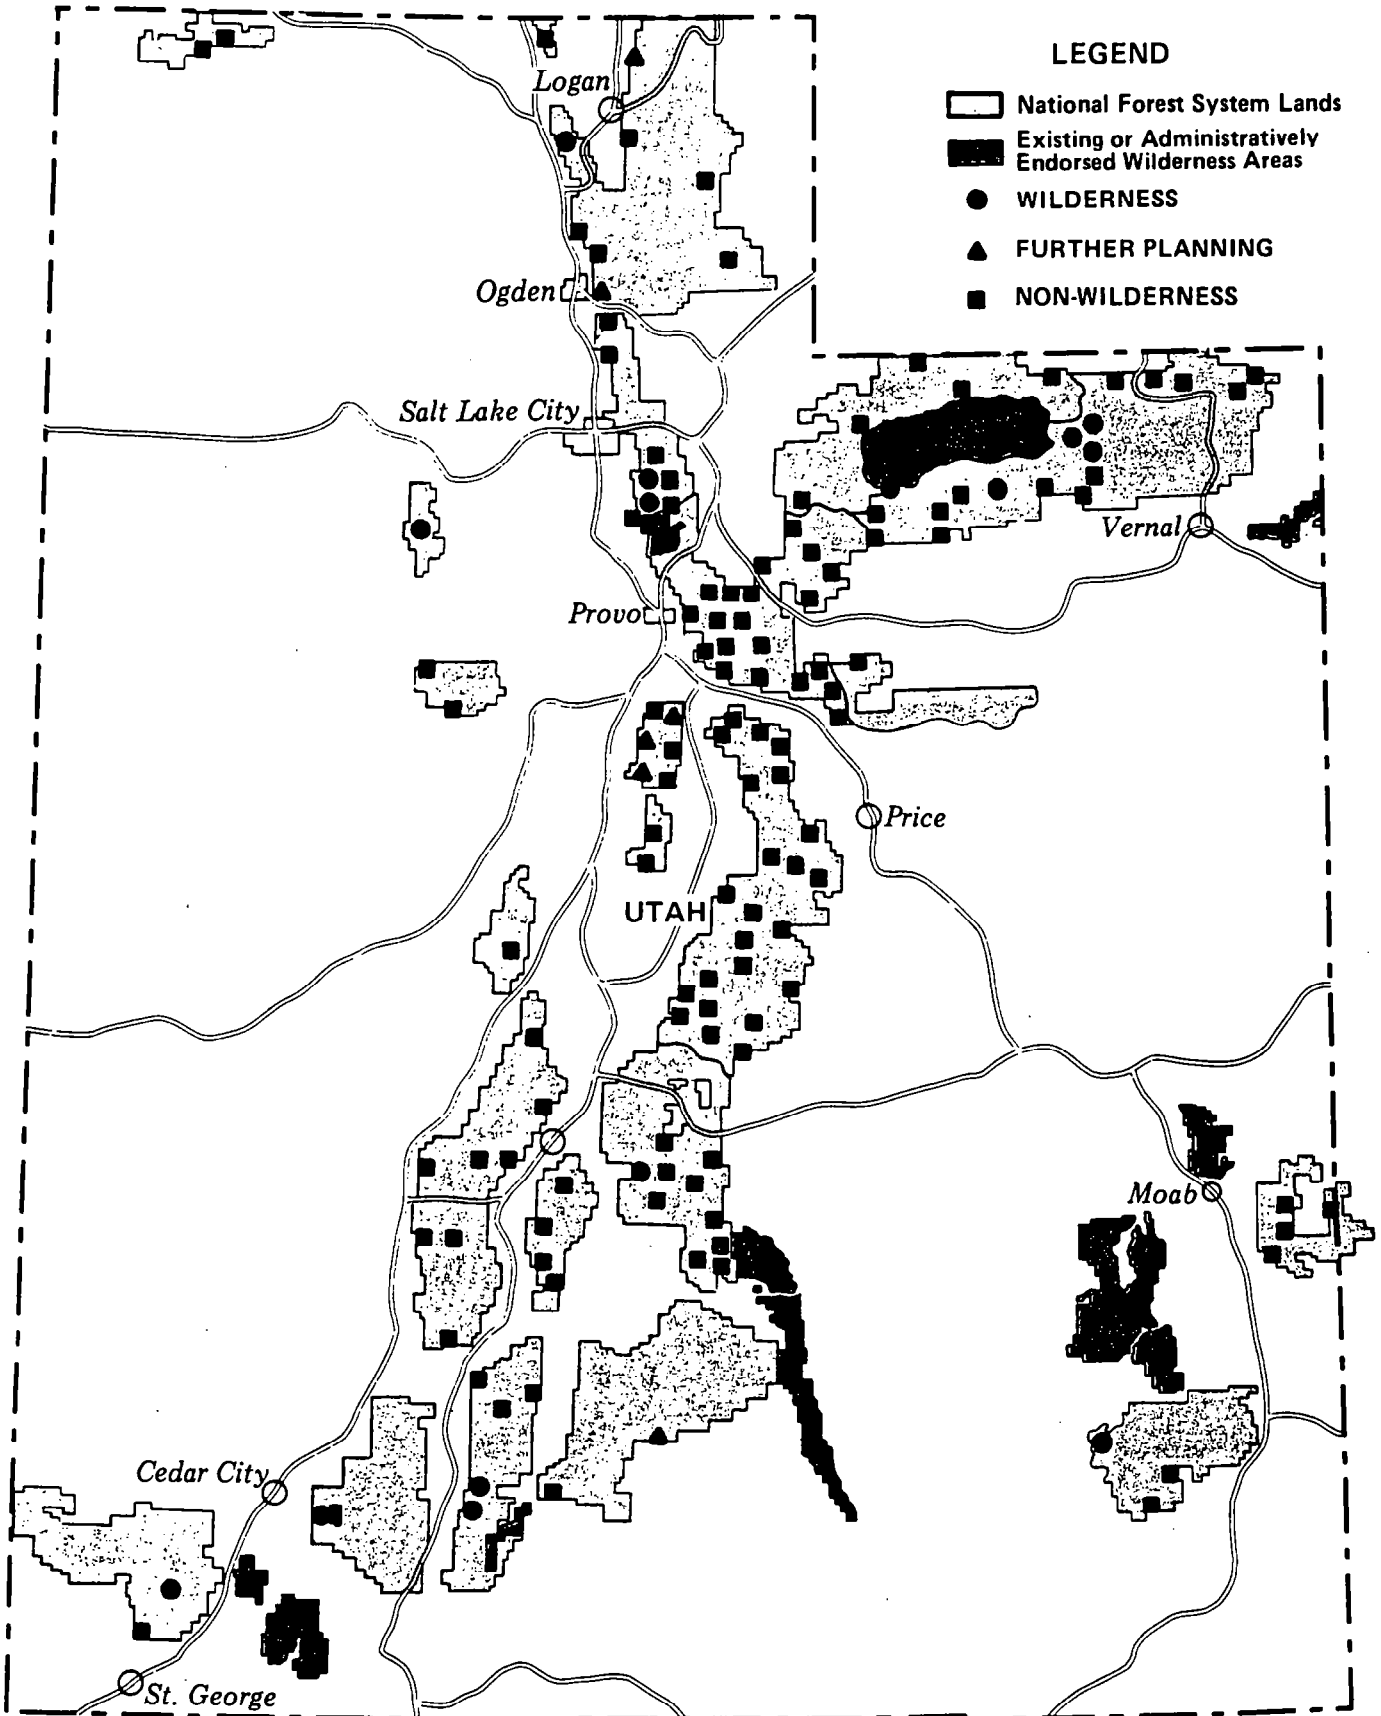 LEGEND
National Forest System Lands
Existing or Administratively
Endorsed Wilderness Areas
WILDERNESS
FURTHER PLANNING
NON-WILDERNESS
Logan
Ogden
Salt Lake City
Vernal
Provo
Price
UTAH
Moab
Cedar City
St. George